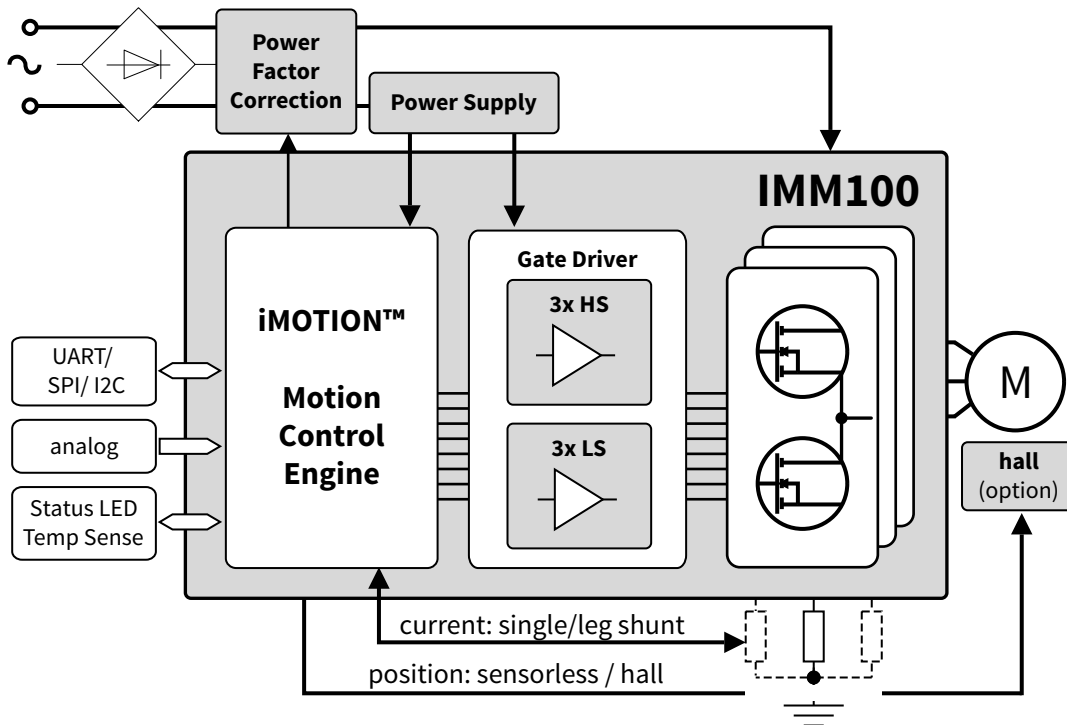 Power
Factor
Correction
Power Supply
IMM100
iMOTION™
Motion
Control
Engine
Gate Driver
3x HS
3x LS
UART/
SPI/ I2C
analog
Status LED
Temp Sense
M
hall
(option)
current: single/leg shunt
position: sensorless / hall